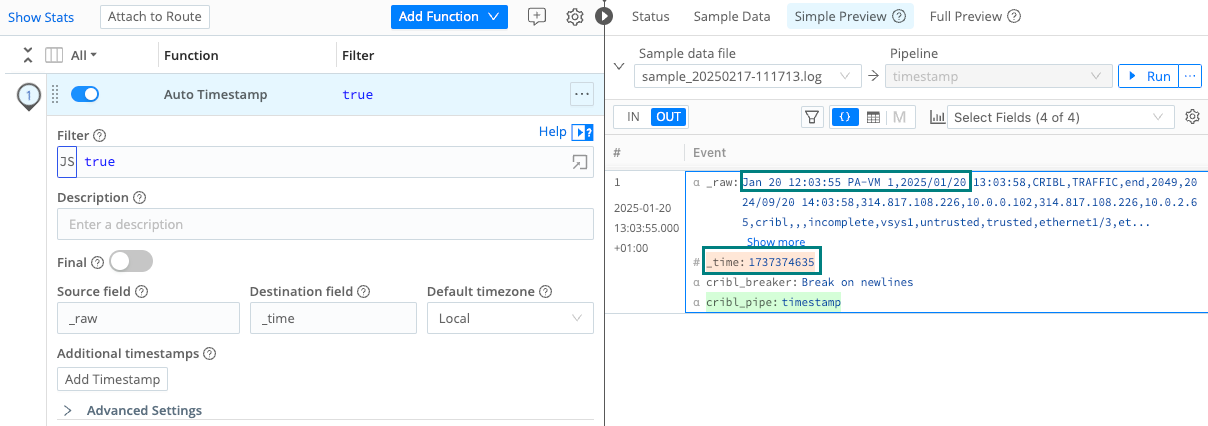 Show Stats
Attach to Route
Add Function
All
Function
Filter
1
Auto Timestamp
true
...
Filter
Help
?
JS
true
Description
Enter a description
Final
Source field
Destination field
Default timezone
_raw
_time
Local
Additional timestamps
Add Timestamp
Advanced Settings
Status
Sample Data
Simple Preview
Full Preview
Sample data file
Pipeline
sample_20250217-111713.log
timestamp
Run
...
IN
OUT
{}
M
Select Fields (4 of 4)
#
Event
1
2025-01-20
13:03:55.000
+01:00
α _raw: Jan 20 12:03:55 PA-VM 1,2025/01/20 13:03:58,CRIBL,TRAFFIC,end,2049,20
24/09/20 14:03:58,314.817.108.226,10.0.0.102,314.817.108.226,10.0.2.6
5,cribl,,,incomplete,vsys1,untrusted,trusted,ethernet1/3,et...
Show more
# _time: 1737374635
α cribl_breaker: Break on newlines
α cribl_pipe: timestamp